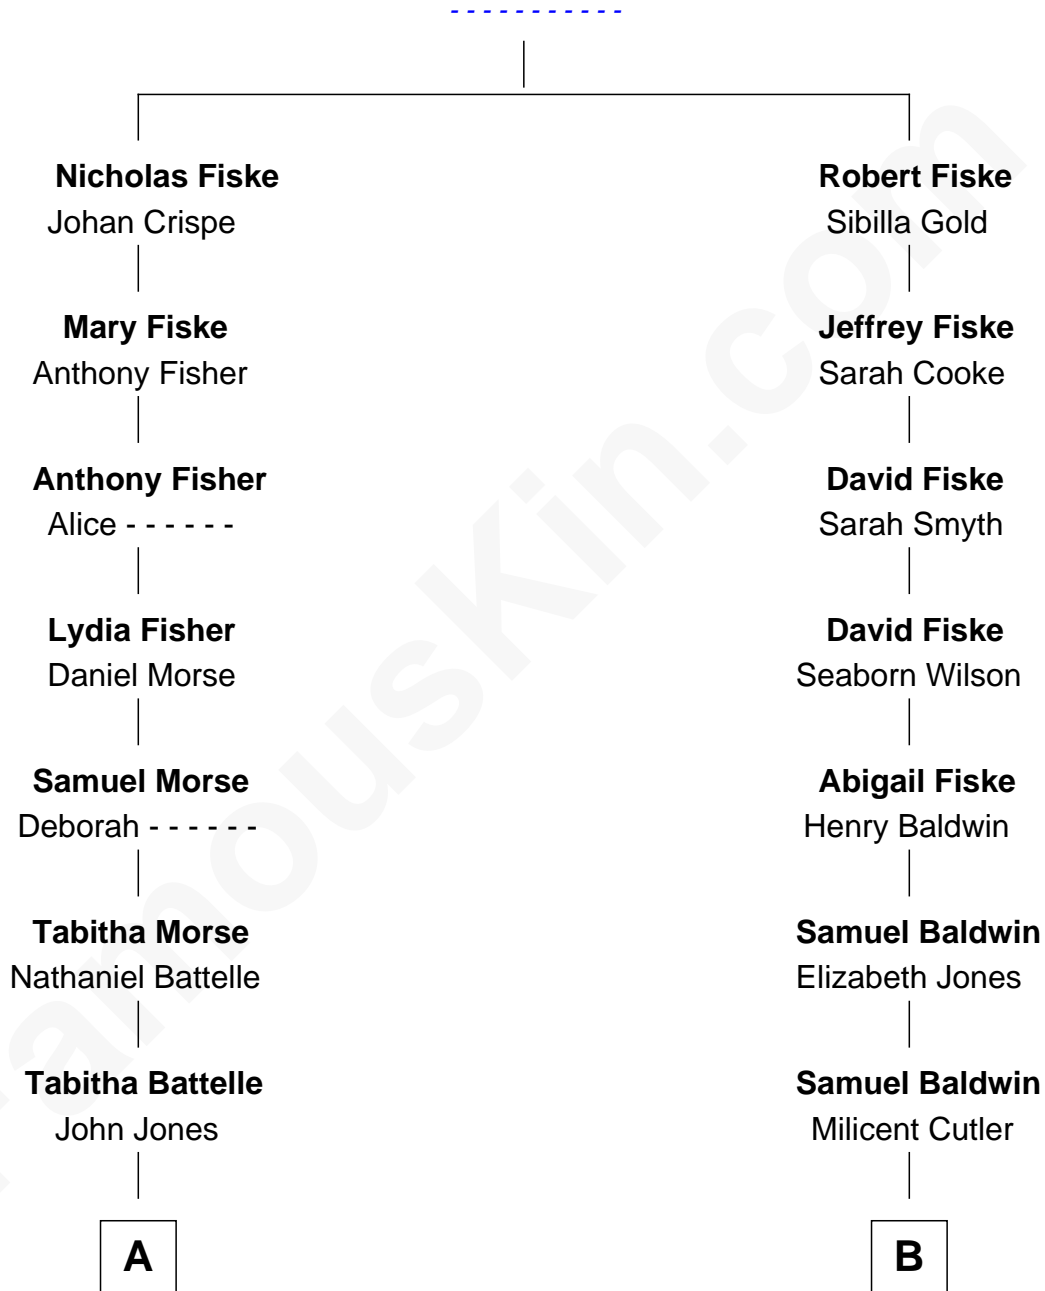 - - - - - - - - - - -
Nicholas Fiske
Johan Crispe
Robert Fiske
Sibilla Gold
Mary Fiske
Anthony Fisher
Jeffrey Fiske
Sarah Cooke
Anthony Fisher
Alice - - - - - -
David Fiske
Sarah Smyth
Lydia Fisher
Daniel Morse
David Fiske
Seaborn Wilson
Samuel Morse
Deborah - - - - - -
Abigail Fiske
Henry Baldwin
Tabitha Morse
Nathaniel Battelle
Samuel Baldwin
Elizabeth Jones
Tabitha Battelle
John Jones
Samuel Baldwin
Milicent Cutler
A
B
FamousKin.com